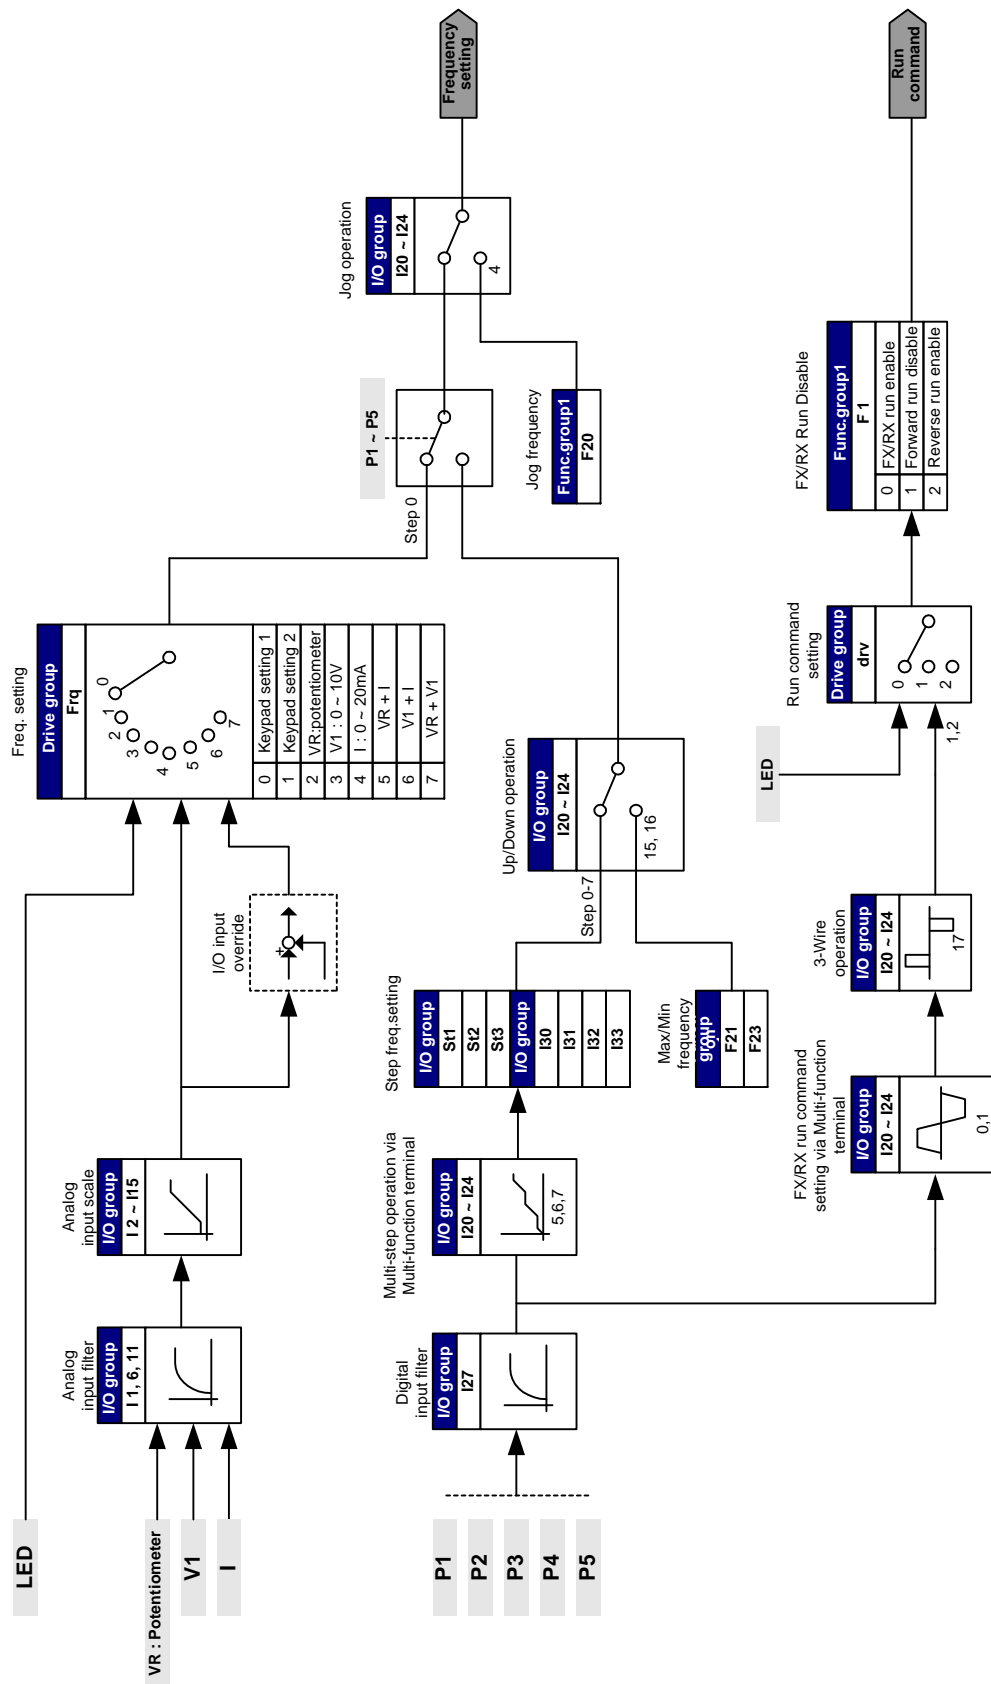 LED
VR : Potentiometer
V1
I
Analog
input filter
I/O group
I 1, 6, 11
Analog
input scale
I/O group
I 2 ~ I15
I/O input
override
+
Freq. setting
Drive group
Frq
0
1
2
3
4
5
6
7
0 Keypad setting 1
1 Keypad setting 2
2 VR:potentiometer
3 V1 : 0 ~ 10V
4 I : 0 ~ 20mA
5 VR + I
6 V1 + I
7 VR + V1
Step 0
P1 ~ P5
Jog operation
I/O group
I20 ~ I24
4
Frequency
setting
Jog frequency
Func.group1
F20
P1
P2
P3
P4
P5
Digital
input filter
I/O group
I27
Multi-step operation via
Multi-function terminal
I/O group
I20 ~ I24
5,6,7
Step freq.setting
I/O group
St1
St2
St3
I/O group
I30
I31
I32
I33
Step 0-7
Up/Down operation
I/O group
I20 ~ I24
15, 16
Max/Min
frequency
group
F21
F23
FX/RX run command
setting via Multi-function
terminal
I/O group
I20 ~ I24
0,1
3-Wire
operation
I/O group
I20 ~ I24
17
LED
1,2
Run command
setting
Drive group
drv
0
1
2
FX/RX Run Disable
Func.group1
F 1
0 FX/RX run enable
1 Forward run disable
2 Reverse run enable
Run
command